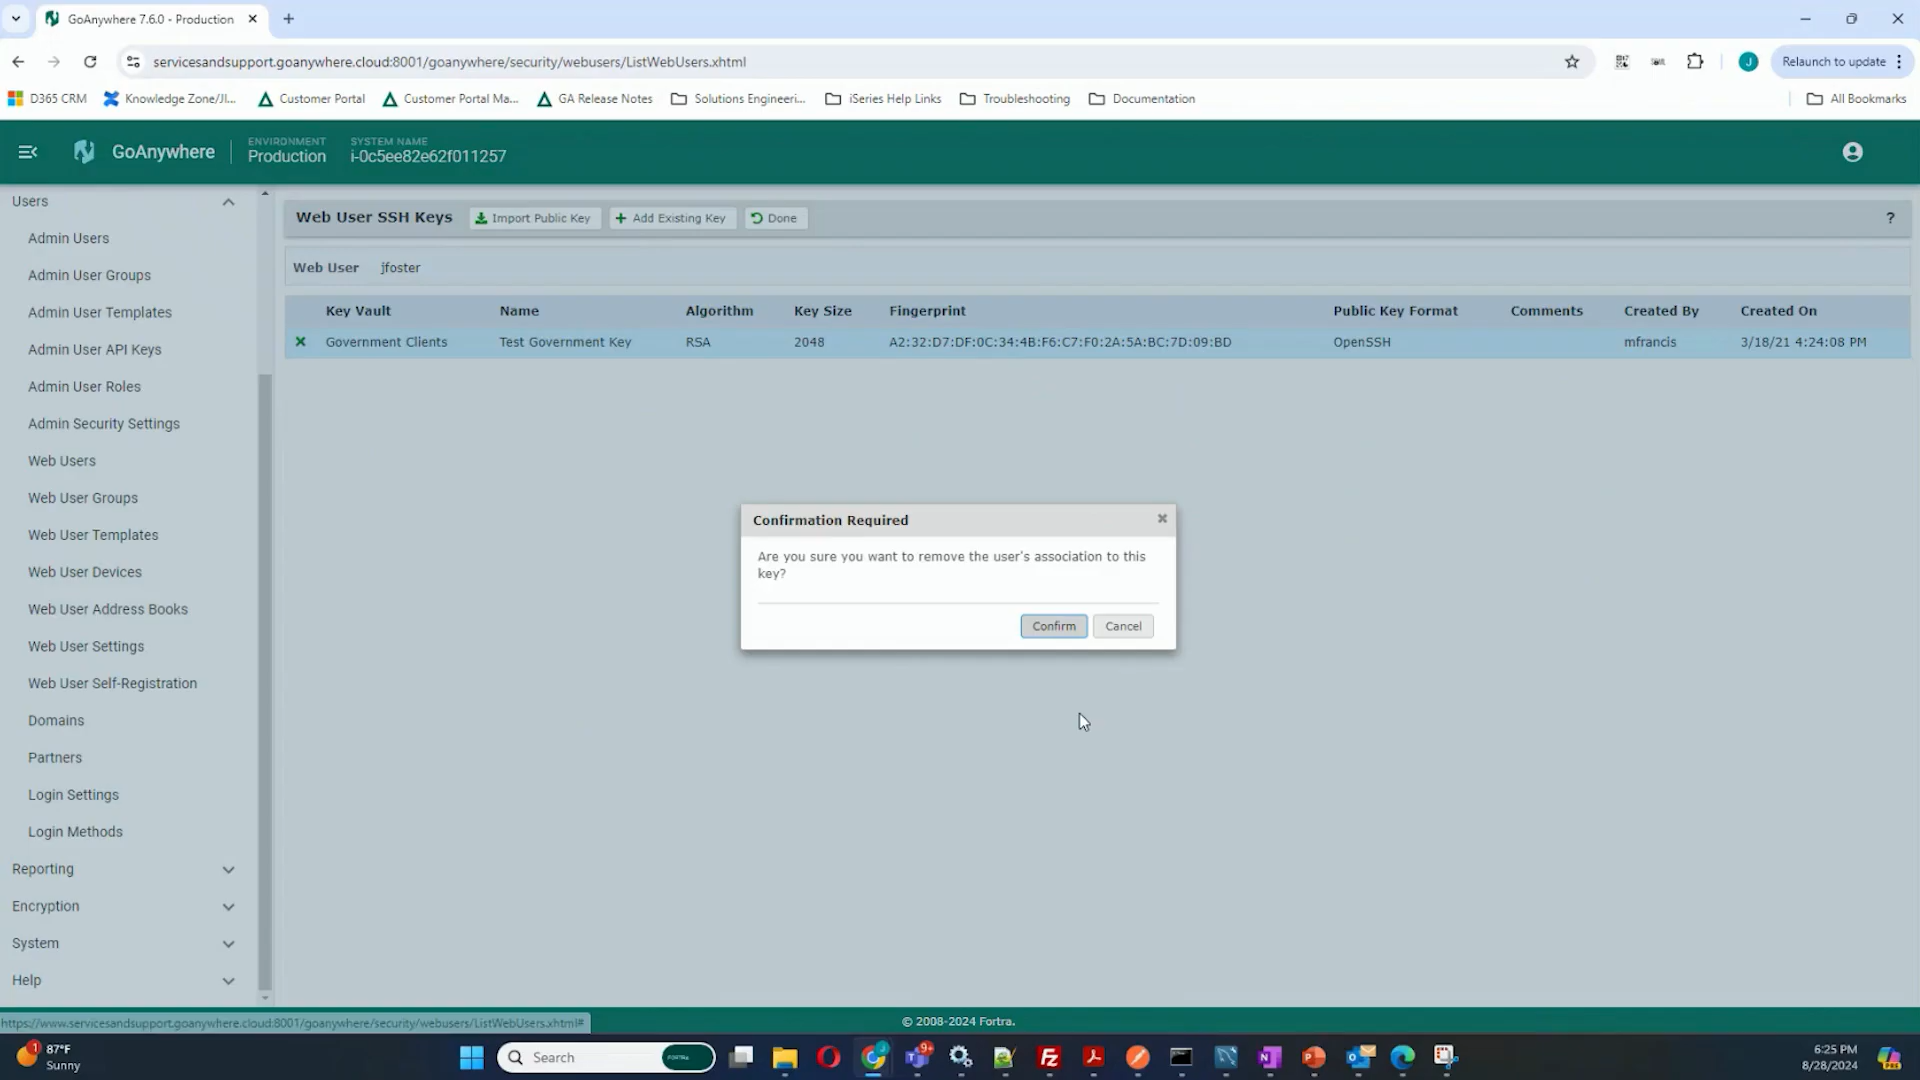 GoAnywhere 7.6.0 - Production
servicesandsupport.goanywhere.cloud:8001/goanywhere/security/webusers/ListWebUsers.xhtml
J
Relaunch to update
D365 CRM
Knowledge Zone/JI...
Customer Portal
Customer Portal Ma...
GA Release Notes
Solutions Engineeri...
iSeries Help Links
Troubleshooting
Documentation
All Bookmarks
GoAnywhere
ENVIRONMENT
Production
SYSTEM NAME
i-0c5ee82e62f011257
Users
Admin Users
Admin User Groups
Admin User Templates
Admin User API Keys
Admin User Roles
Admin Security Settings
Web Users
Web User Groups
Web User Templates
Web User Devices
Web User Address Books
Web User Settings
Web User Self-Registration
Domains
Partners
Login Settings
Login Methods
Reporting
Encryption
System
Help
Web User SSH Keys
Import Public Key
Add Existing Key
Done
?
Web User jfoster
Key Vault Name Algorithm Key Size Fingerprint Public Key Format Comments Created By Created On
Government Clients Test Government Key RSA 2048 A2:32:D7:DF:0C:34:4B:F6:C7:F0:2A:5A:BC:7D:09:BD OpenSSH mfrancis 3/18/21 4:24:08 PM
Confirmation Required
Are you sure you want to remove the user's association to this
key?
Confirm
Cancel
https://www.servicesandsupport.goanywhere.cloud:8001/goanywhere/security/webusers/ListWebUsers.xhtml#
© 2008-2024 Fortra.
1
87°F
Sunny
Search
FORTRA
9+
6:25 PM
8/28/2024